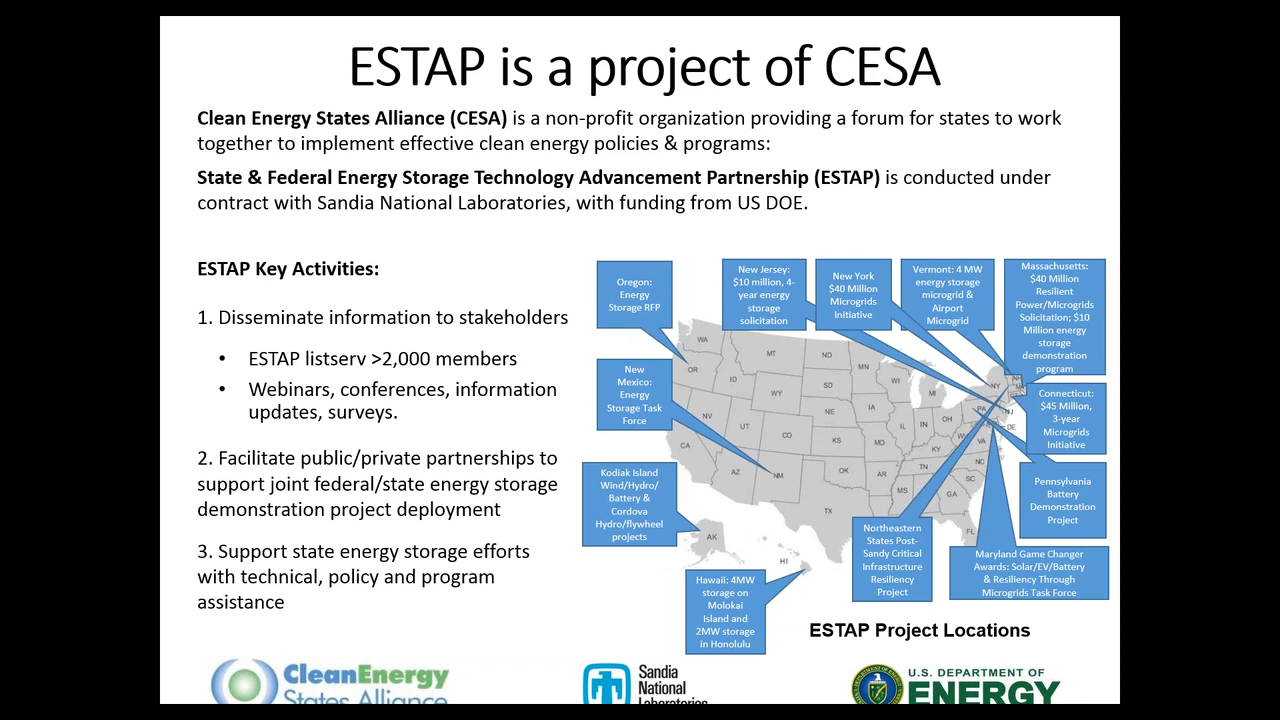 ESTAP is a project of CESA
Clean Energy States Alliance (CESA) is a non-profit organization providing a forum for states to work
together to implement effective clean energy policies & programs:
State & Federal Energy Storage Technology Advancement Partnership (ESTAP) is conducted under
contract with Sandia National Laboratories, with funding from US DOE.
ESTAP Key Activities:
1. Disseminate information to stakeholders
• ESTAP listserv >2,000 members
• Webinars, conferences, information
updates, surveys.
2. Facilitate public/private partnerships to
support joint federal/state energy storage
demonstration project deployment
3. Support state energy storage efforts
with technical, policy and program
assistance
Oregon:
Energy
Storage RFP
New Jersey:
$10 million, 4-
year energy
storage
solicitation
New York
$40 Million
Microgrids
Initiative
Vermont: 4 MW
energy storage
microgrid &
Airport
Microgrid
Massachusetts:
$40 Million
Resilient
Power/Microgrids
Solicitation; $10
Million energy
storage
demonstration
program
New
Mexico:
Energy
Storage Task
Force
Connecticut:
$45 Million,
3-year
Microgrids
Initiative
Kodiak Island
Wind/Hydro/
Battery &
Cordova
Hydro/flywheel
projects
Pennsylvania
Battery
Demonstration
Project
Northeastern
States Post-
Sandy Critical
Infrastructure
Resiliency
Project
Maryland Game Changer
Awards: Solar/EV/Battery
& Resiliency Through
Microgrids Task Force
Hawaii: 4MW
storage on
Molokai
Island and
2MW storage
in Honolulu
WA
OR
MT
ID
WY
ND
SD
NE
MN
WI
IA
MI
NY
NV
UT
CO
CA
AZ
NM
KS
OK
TX
MO
AR
IL
IN
OH
KY
TN
MS
GA
SC
NC
VA
FL
PA
NJ
DE
AK
HI
ESTAP Project Locations
CleanEnergy
States Alliance
Sandia
National
Laboratories
U.S. DEPARTMENT OF
ENERGY